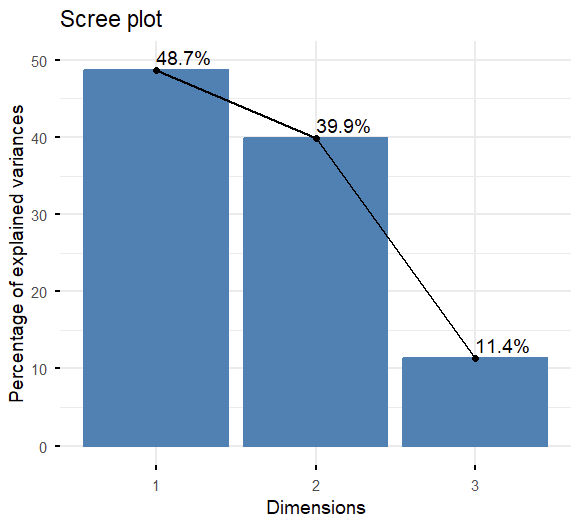 Scree plot
48.7%
39.9%
11.4%
50
40
30
20
10
0
Percentage of explained variances
1 2 3
Dimensions